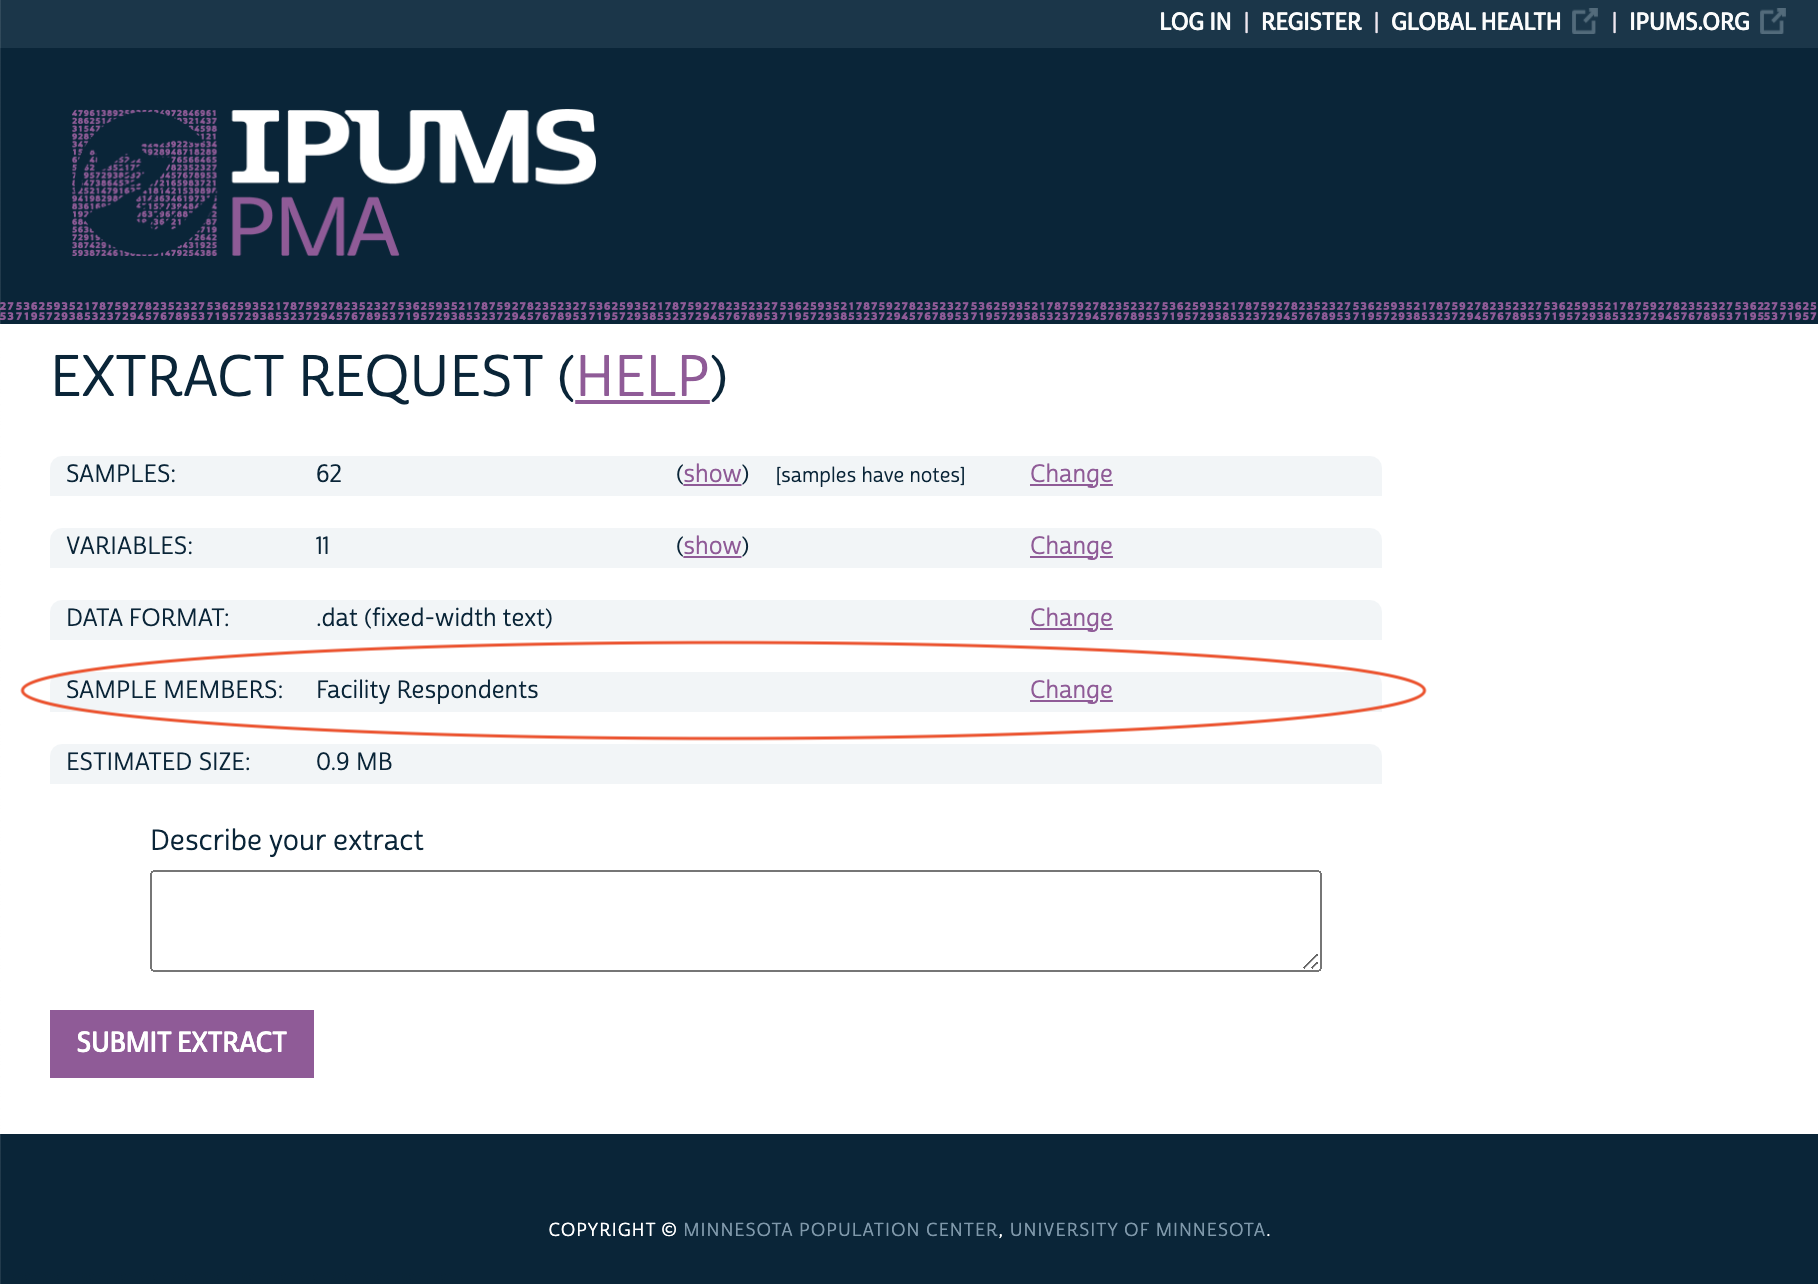 LOG IN | REGISTER | GLOBAL HEALTH | IPUMS.ORG
IPUMS
PMA
EXTRACT REQUEST (HELP)
SAMPLES: 62 (show) [samples have notes] Change
VARIABLES: 11 (show) Change
DATA FORMAT: .dat (fixed-width text) Change
SAMPLE MEMBERS: Facility Respondents Change
ESTIMATED SIZE: 0.9 MB
Describe your extract
SUBMIT EXTRACT
COPYRIGHT © MINNESOTA POPULATION CENTER, UNIVERSITY OF MINNESOTA.